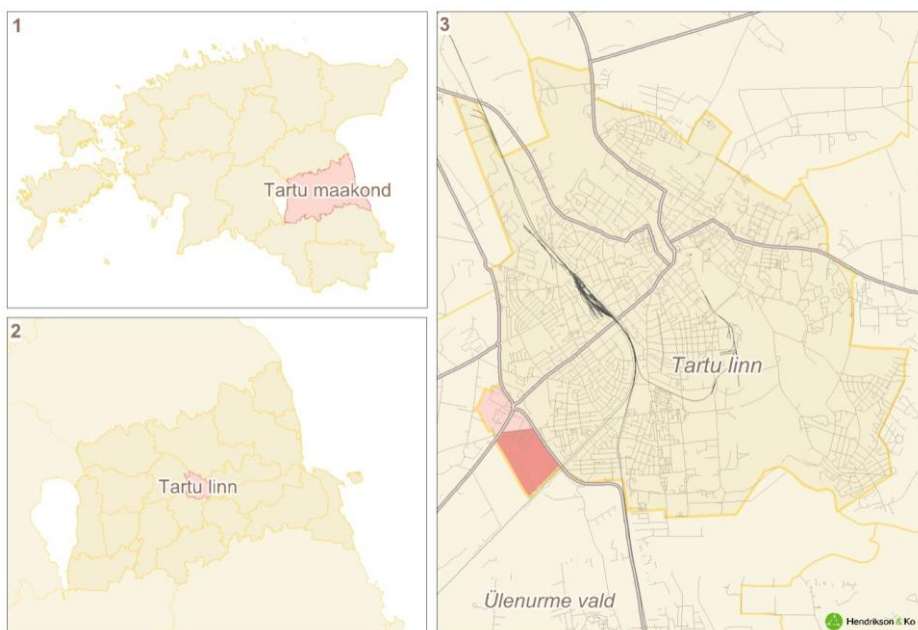 1
Tartu maakond
2
Tartu linn
3
Tartu linn
Ülenurme vald
Hendrikson & Ko